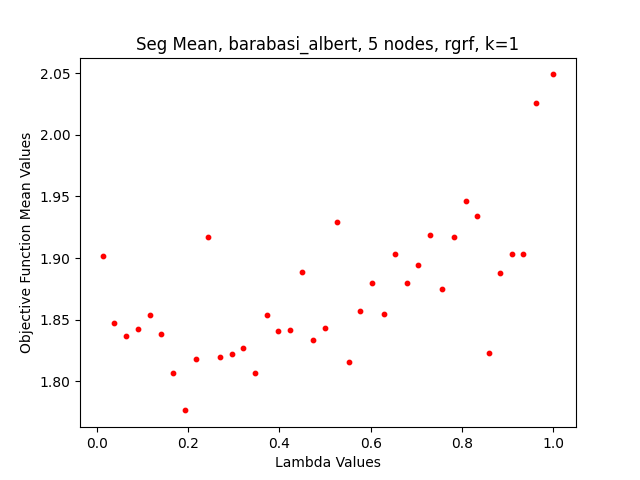 Seg Mean, barabasi_albert, 5 nodes, rgrf, k=1
Objective Function Mean Values
2.05
2.00
1.95
1.90
1.85
1.80
0.0 0.2 0.4 0.6 0.8 1.0
Lambda Values